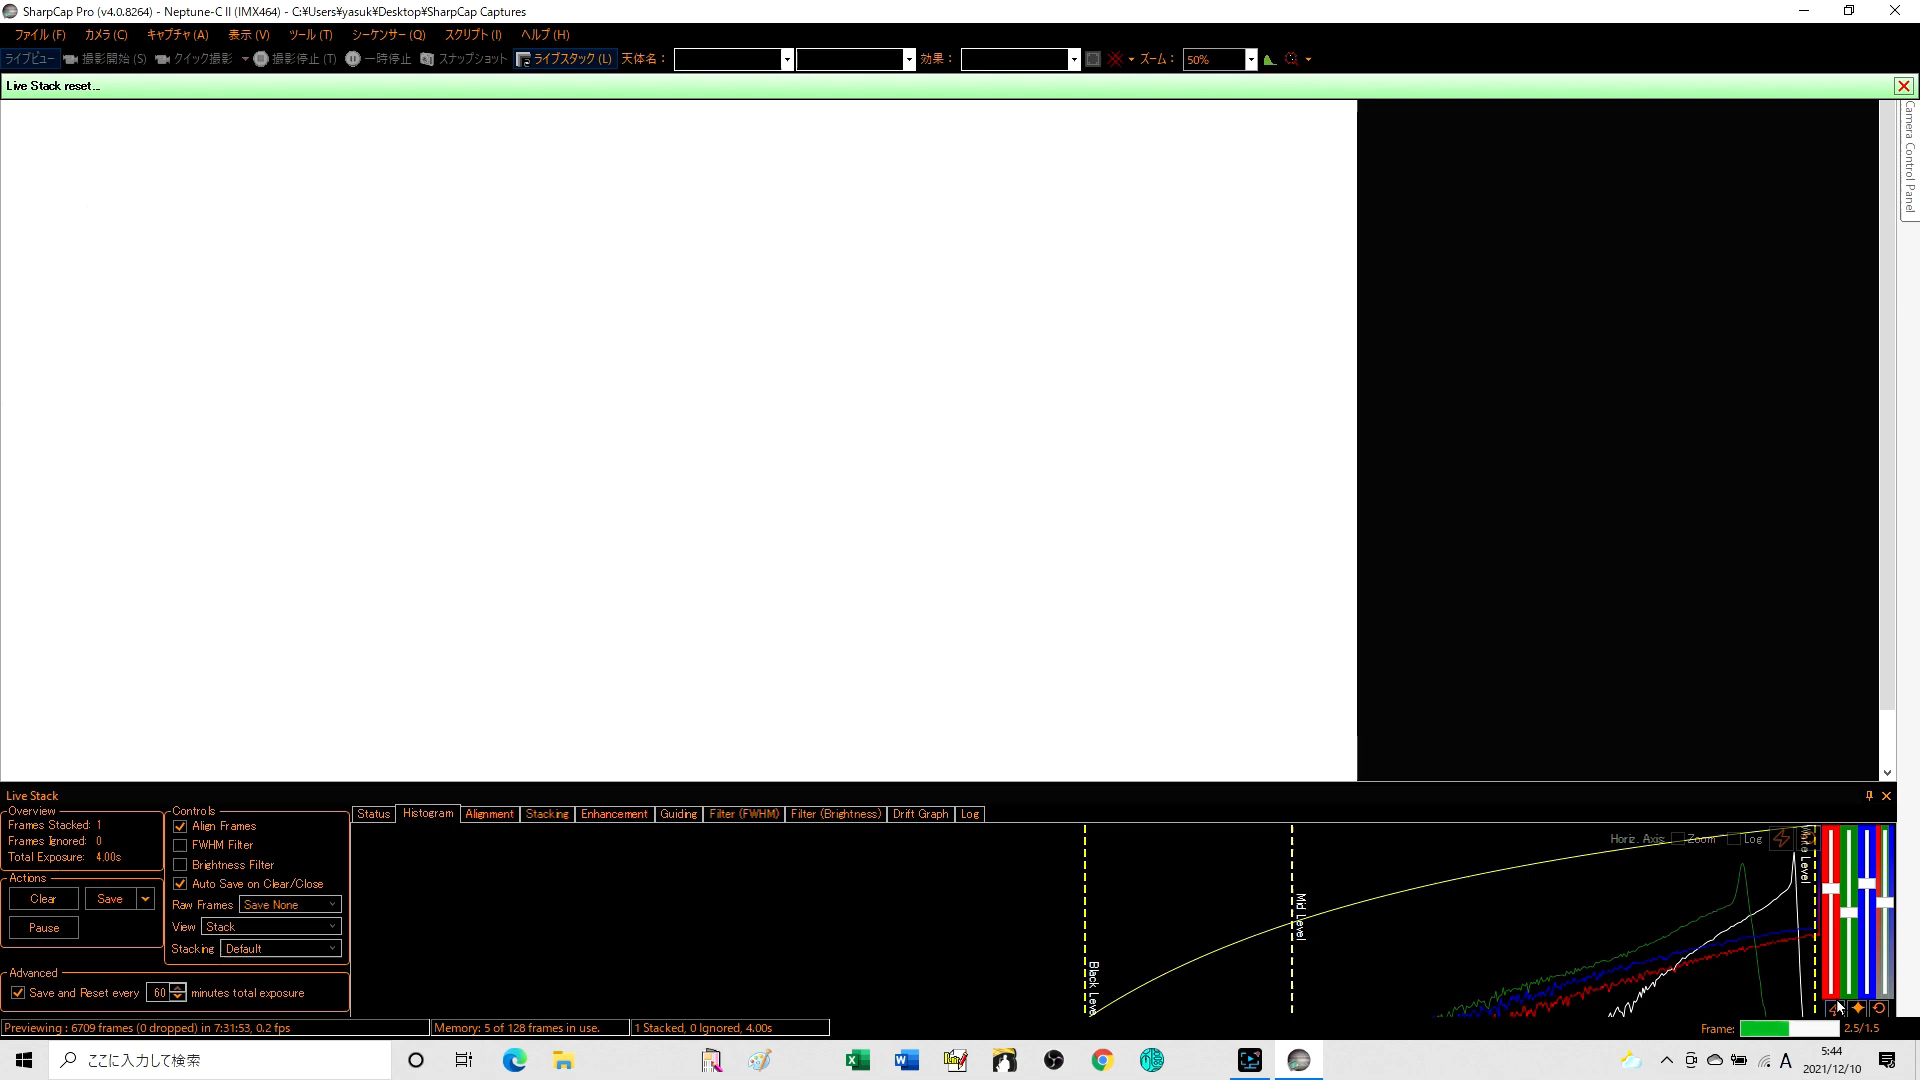 SharpCap Pro (v4.0.8264) - Neptune-C II (IMX464) - C:¥Users¥yasuk¥Desktop¥SharpCap Captures
ファイル (F) カメラ (C) キャプチャ (A) 表示 (V) ツール (T) シーケンサー (Q) スクリプト (I) ヘルプ (H)
ライブビュー 撮影開始 (S) クイック撮影 撮影停止 (T) 一時停止 スナップショット ライブスタック (L) 天体名： 効果： ズーム： 50%
Live Stack reset...
Camera Control Panel
Live Stack
Overview
Frames Stacked: 1
Frames Ignored: 0
Total Exposure: 4.00s
Actions
Clear Save
Pause
Controls
Align Frames
FWHM Filter
Brightness Filter
Auto Save on Clear/Close
Raw Frames Save None
View Stack
Stacking Default
Advanced
Save and Reset every 60 minutes total exposure
Status Histogram Alignment Stacking Enhancement Guiding Filter (FWHM) Filter (Brightness) Drift Graph Log
Horiz. Axis Zoom Log
Black Leve
Mid Level
White Level
Previewing : 6709 frames (0 dropped) in 7:31:53, 0.2 fps Memory: 5 of 128 frames in use. 1 Stacked, 0 Ignored, 4.00s Frame: 2.5/1.5
ここに入力して検索
A 5:44
2021/12/10